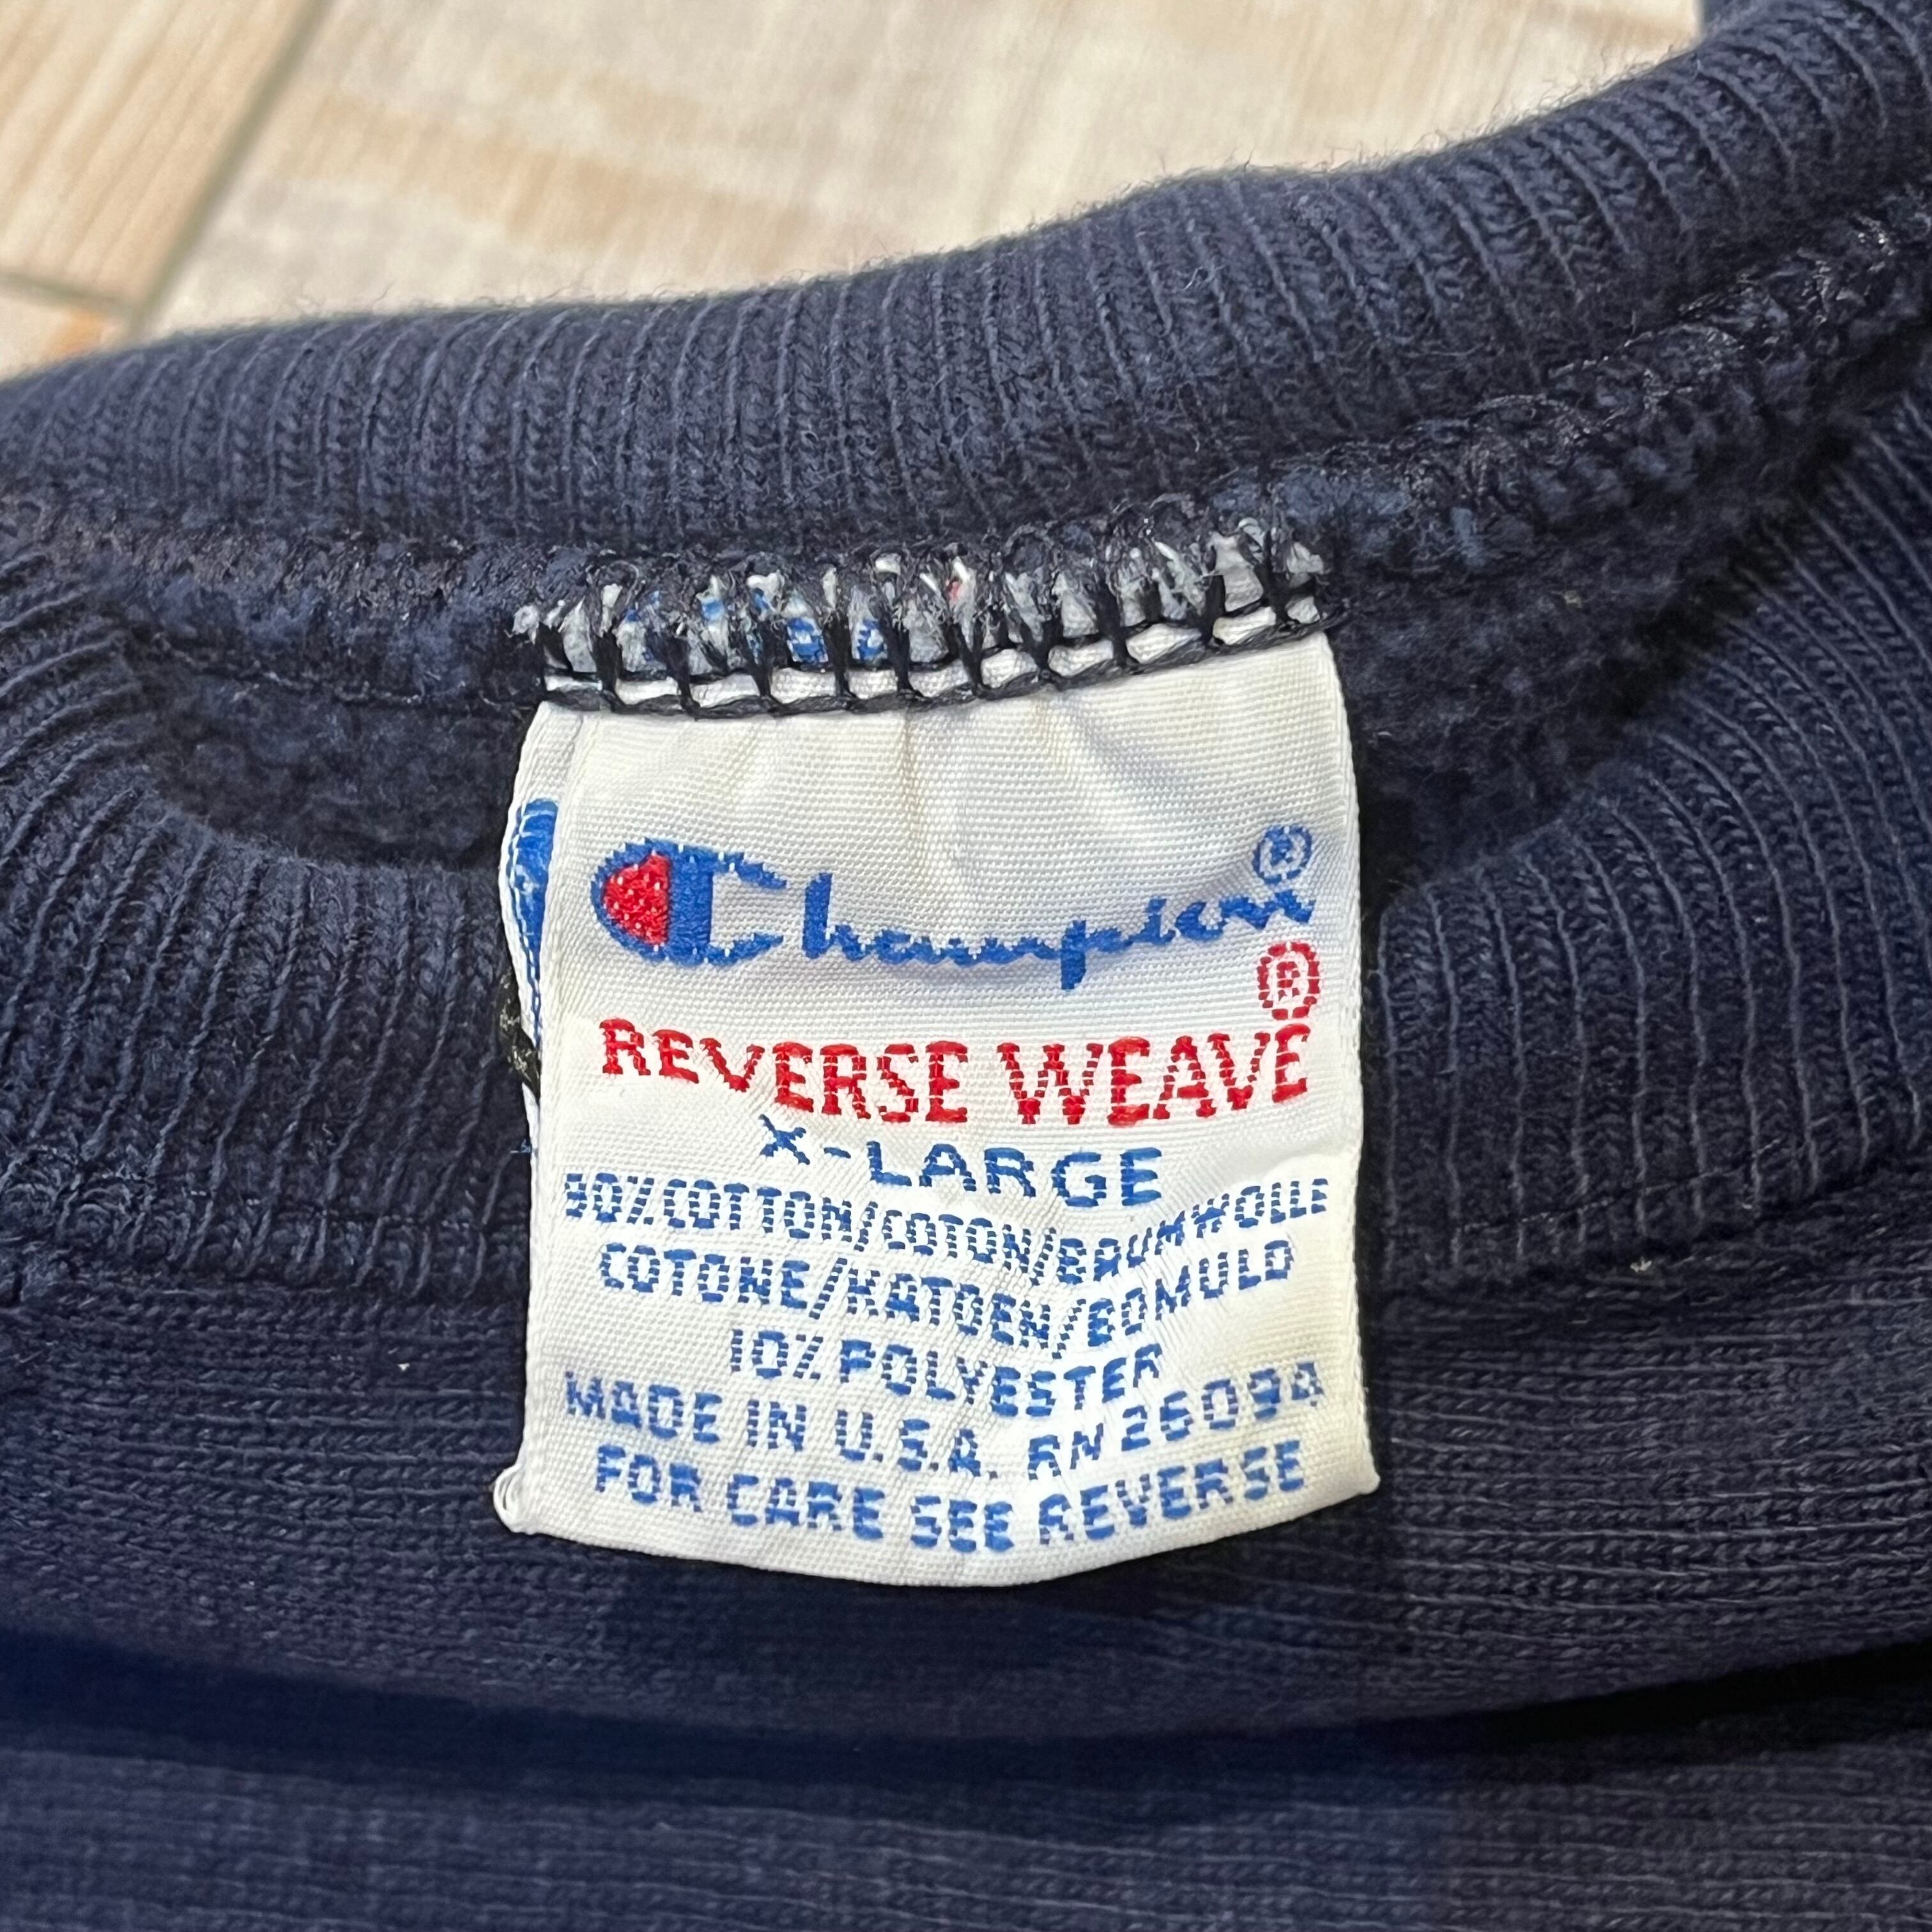 Champion®
REVERSE WEAVE®
X-LARGE
90% COTTON/COTON/BAUMWOLLE
COTONE/KATOEN/BOMULD
10% POLYESTER
MADE IN U.S.A. RN 26094
FOR CARE SEE REVERSE